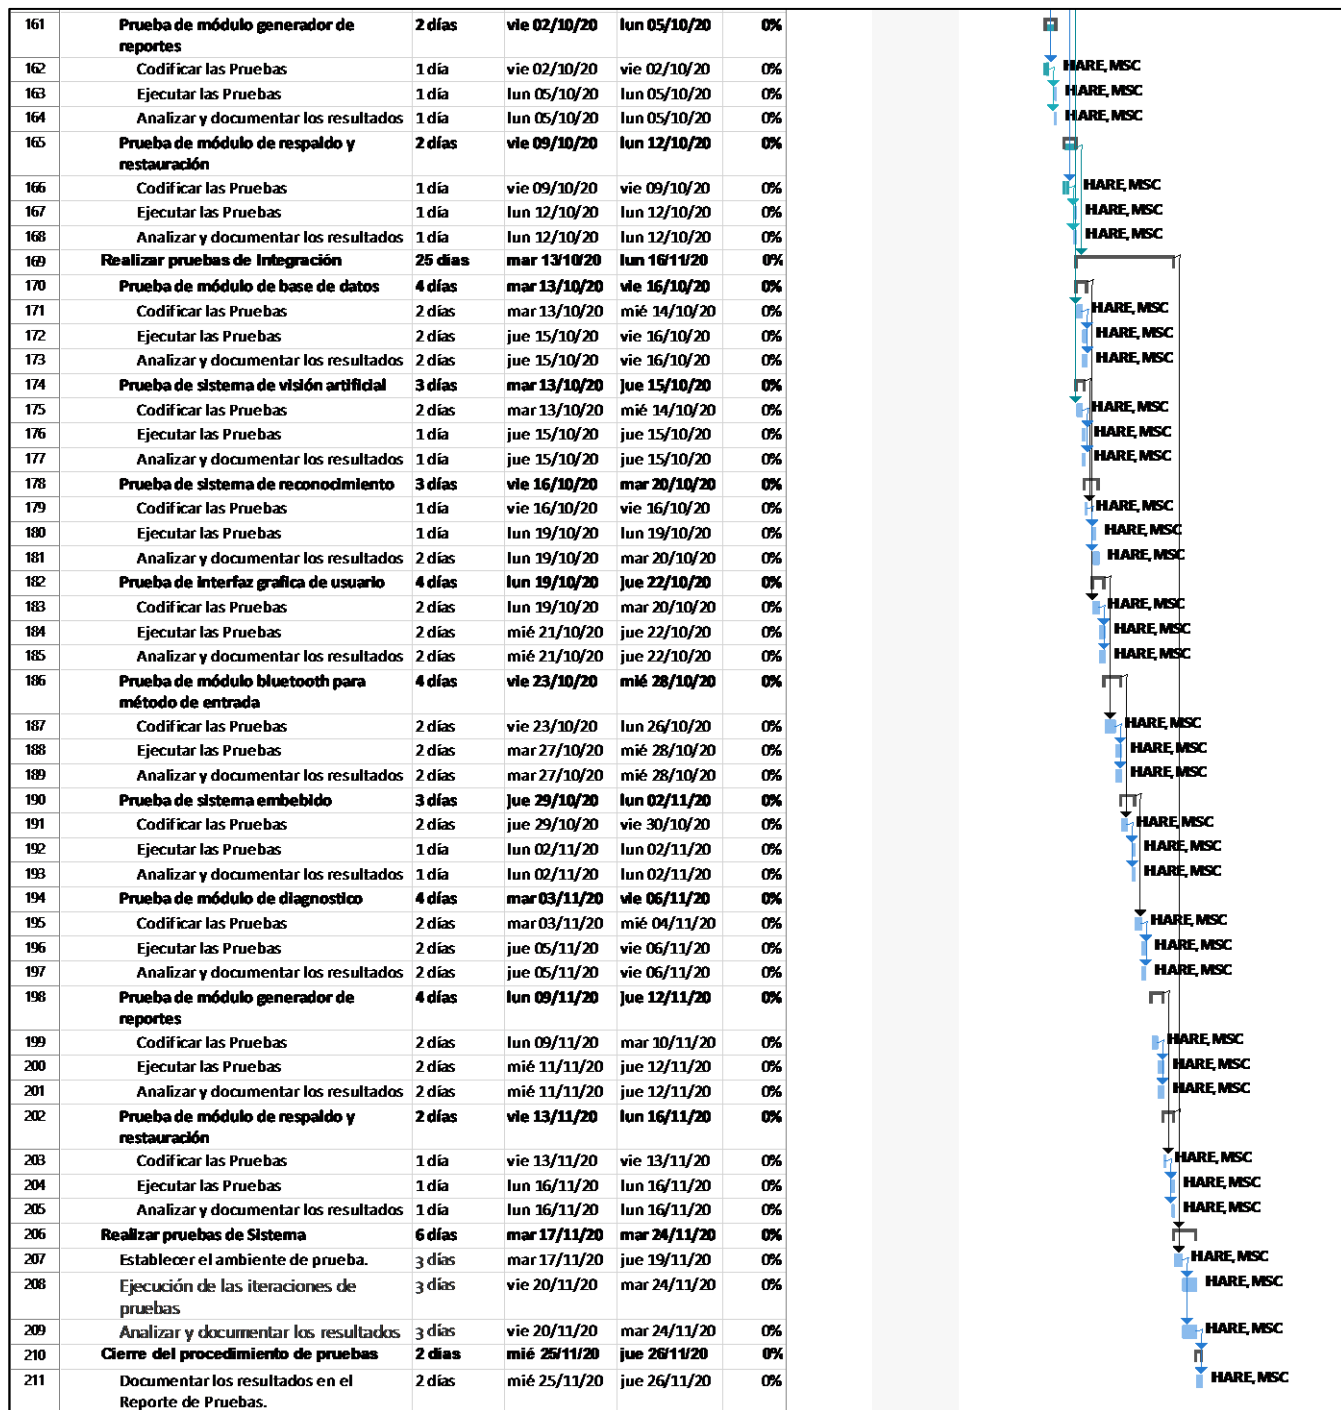 161 Prueba de módulo generador de 2 días vie 02/10/20 lun 05/10/20 0%
reportes
162 Codificar las Pruebas 1 día vie 02/10/20 vie 02/10/20 0% HARE, MSC
163 Ejecutar las Pruebas 1 día lun 05/10/20 lun 05/10/20 0% HARE, MSC
164 Analizar y documentar los resultados 1 día lun 05/10/20 lun 05/10/20 0% HARE, MSC
165 Prueba de módulo de respaldo y 2 días vie 09/10/20 lun 12/10/20 0%
restauración
166 Codificar las Pruebas 1 día vie 09/10/20 vie 09/10/20 0% HARE, MSC
167 Ejecutar las Pruebas 1 día lun 12/10/20 lun 12/10/20 0% HARE, MSC
168 Analizar y documentar los resultados 1 día lun 12/10/20 lun 12/10/20 0% HARE, MSC
169 Realizar pruebas de Integración 25 días mar 13/10/20 lun 16/11/20 0%
170 Prueba de módulo de base de datos 4 días mar 13/10/20 vie 16/10/20 0%
171 Codificar las Pruebas 2 días mar 13/10/20 mié 14/10/20 0% HARE, MSC
172 Ejecutar las Pruebas 2 días jue 15/10/20 vie 16/10/20 0% HARE, MSC
173 Analizar y documentar los resultados 2 días jue 15/10/20 vie 16/10/20 0% HARE, MSC
174 Prueba de sistema de visión artificial 3 días mar 13/10/20 jue 15/10/20 0%
175 Codificar las Pruebas 2 días mar 13/10/20 mié 14/10/20 0% HARE, MSC
176 Ejecutar las Pruebas 1 día jue 15/10/20 jue 15/10/20 0% HARE, MSC
177 Analizar y documentar los resultados 1 día jue 15/10/20 jue 15/10/20 0% HARE, MSC
178 Prueba de sistema de reconocimiento 3 días vie 16/10/20 mar 20/10/20 0%
179 Codificar las Pruebas 1 día vie 16/10/20 vie 16/10/20 0% HARE, MSC
180 Ejecutar las Pruebas 1 día lun 19/10/20 lun 19/10/20 0% HARE, MSC
181 Analizar y documentar los resultados 2 días lun 19/10/20 mar 20/10/20 0% HARE, MSC
182 Prueba de interfaz grafica de usuario 4 días lun 19/10/20 jue 22/10/20 0%
183 Codificar las Pruebas 2 días lun 19/10/20 mar 20/10/20 0% HARE, MSC
184 Ejecutar las Pruebas 2 días mié 21/10/20 jue 22/10/20 0% HARE, MSC
185 Analizar y documentar los resultados 2 días mié 21/10/20 jue 22/10/20 0% HARE, MSC
186 Prueba de módulo bluetooth para 4 días vie 23/10/20 mié 28/10/20 0%
método de entrada
187 Codificar las Pruebas 2 días vie 23/10/20 lun 26/10/20 0% HARE, MSC
188 Ejecutar las Pruebas 2 días mar 27/10/20 mié 28/10/20 0% HARE, MSC
189 Analizar y documentar los resultados 2 días mar 27/10/20 mié 28/10/20 0% HARE, MSC
190 Prueba de sistema embebido 3 días jue 29/10/20 lun 02/11/20 0%
191 Codificar las Pruebas 2 días jue 29/10/20 vie 30/10/20 0% HARE, MSC
192 Ejecutar las Pruebas 1 día lun 02/11/20 lun 02/11/20 0% HARE, MSC
193 Analizar y documentar los resultados 1 día lun 02/11/20 lun 02/11/20 0% HARE, MSC
194 Prueba de módulo de diagnostico 4 días mar 03/11/20 vie 06/11/20 0%
195 Codificar las Pruebas 2 días mar 03/11/20 mié 04/11/20 0% HARE, MSC
196 Ejecutar las Pruebas 2 días jue 05/11/20 vie 06/11/20 0% HARE, MSC
197 Analizar y documentar los resultados 2 días jue 05/11/20 vie 06/11/20 0% HARE, MSC
198 Prueba de módulo generador de 4 días lun 09/11/20 jue 12/11/20 0%
reportes
199 Codificar las Pruebas 2 días lun 09/11/20 mar 10/11/20 0% HARE, MSC
200 Ejecutar las Pruebas 2 días mié 11/11/20 jue 12/11/20 0% HARE, MSC
201 Analizar y documentar los resultados 2 días mié 11/11/20 jue 12/11/20 0% HARE, MSC
202 Prueba de módulo de respaldo y 2 días vie 13/11/20 lun 16/11/20 0%
restauración
203 Codificar las Pruebas 1 día vie 13/11/20 vie 13/11/20 0% HARE, MSC
204 Ejecutar las Pruebas 1 día lun 16/11/20 lun 16/11/20 0% HARE, MSC
205 Analizar y documentar los resultados 1 día lun 16/11/20 lun 16/11/20 0% HARE, MSC
206 Realizar pruebas de Sistema 6 días mar 17/11/20 mar 24/11/20 0%
207 Establecer el ambiente de prueba. 3 días mar 17/11/20 jue 19/11/20 0% HARE, MSC
208 Ejecución de las iteraciones de 3 días vie 20/11/20 mar 24/11/20 0% HARE, MSC
pruebas
209 Analizar y documentar los resultados 3 días vie 20/11/20 mar 24/11/20 0% HARE, MSC
210 Cierre del procedimiento de pruebas 2 días mié 25/11/20 jue 26/11/20 0%
211 Documentar los resultados en el 2 días mié 25/11/20 jue 26/11/20 0% HARE, MSC
Reporte de Pruebas.